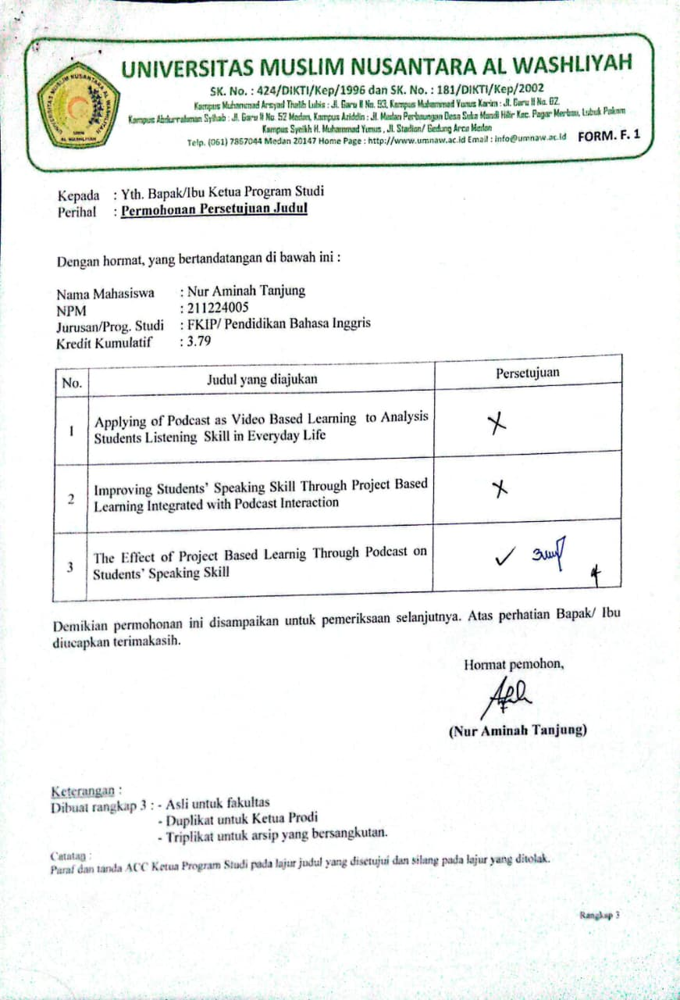 UNIVERSITAS MUSLIM NUSANTARA AL WASHLIYAH
SK. No. : 424/DIKTI/Kep/1996 dan SK. No. : 181/DIKTI/Kep/2002
Kampus Muhammad Arsyad Thalib Lubis : Jl. Garu II No. 93, Kampus Muhammad Yunus Karim : Jl. Garu II No. 02,
Kampus Abdurrahman Syihab : Jl. Garu II No. 52 Medan, Kampus Aziddin : Jl. Medan Perbaungan Desa Suka Mandi Hilir Kec. Pagar Merbau, Lubuk Pakam
Kampus Syeikh H. Muhammad Yunus , Jl. Stadion/ Gedung Arca Medan
Telp. (061) 7867044 Medan 20147 Home Page : http://www.umnaw.ac.id Email : info@umnaw.ac.id FORM. F. 1
UNIVERSITAS MUSLIM NUSANTARA AL WASHLIYAH
UMN
AL WASHLIYAH
Kepada : Yth. Bapak/Ibu Ketua Program Studi
Perihal : Permohonan Persetujuan Judul
Dengan hormat, yang bertandatangan di bawah ini :
Nama Mahasiswa : Nur Aminah Tanjung
NPM : 211224005
Jurusan/Prog. Studi : FKIP/ Pendidikan Bahasa Inggris
Kredit Kumulatif : 3.79
No. Judul yang diajukan Persetujuan
1 Applying of Podcast as Video Based Learning to Analysis
Students Listening Skill in Everyday Life
2 Improving Students' Speaking Skill Through Project Based
Learning Integrated with Podcast Interaction
3 The Effect of Project Based Learnig Through Podcast on
Students' Speaking Skill
Demikian permohonan ini disampaikan untuk pemeriksaan selanjutnya. Atas perhatian Bapak/ Ibu
diucapkan terimakasih.
Hormat pemohon,
(Nur Aminah Tanjung)
Keterangan :
Dibuat rangkap 3 : - Asli untuk fakultas
- Duplikat untuk Ketua Prodi
- Triplikat untuk arsip yang bersangkutan.
Catatan :
Paraf dan tanda ACC Ketua Program Studi pada lajur judul yang disetujui dan silang pada lajur yang ditolak.
Rangkap 3